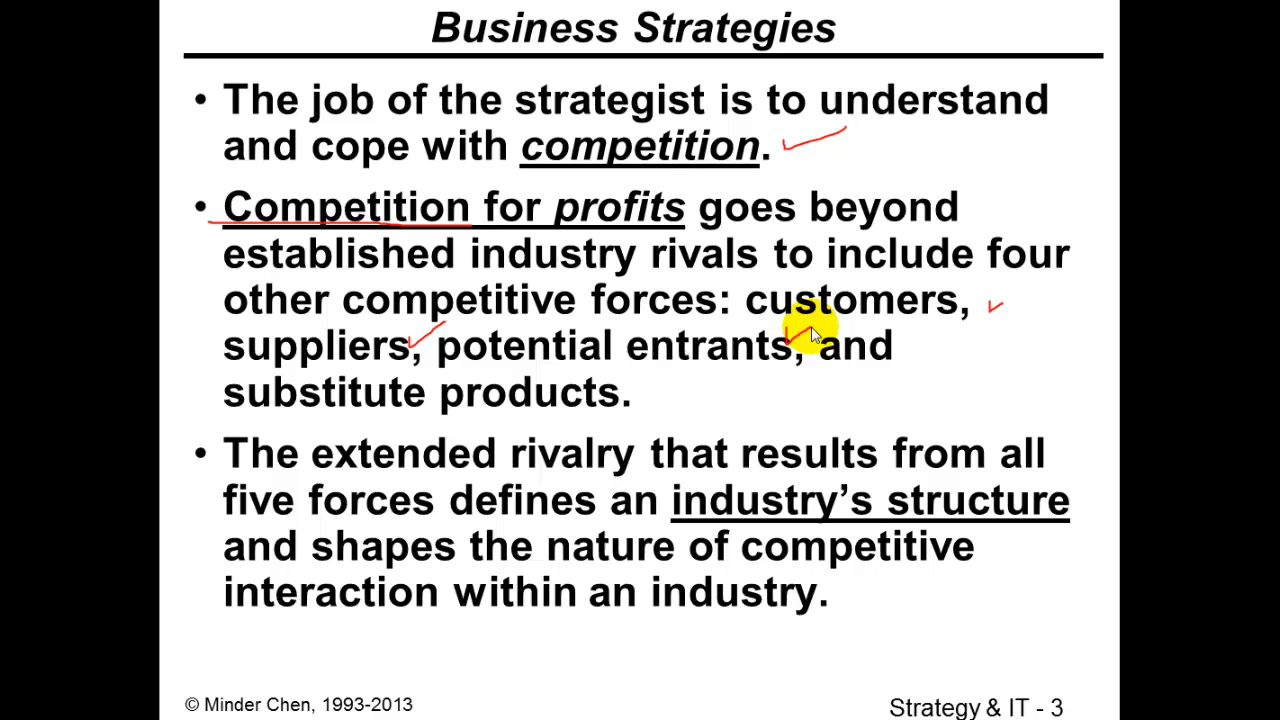 Business Strategies
• The job of the strategist is to understand
and cope with competition.
• Competition for profits goes beyond
established industry rivals to include four
other competitive forces: customers,
suppliers, potential entrants, and
substitute products.
• The extended rivalry that results from all
five forces defines an industry’s structure
and shapes the nature of competitive
interaction within an industry.
© Minder Chen, 1993-2013
Strategy & IT - 3